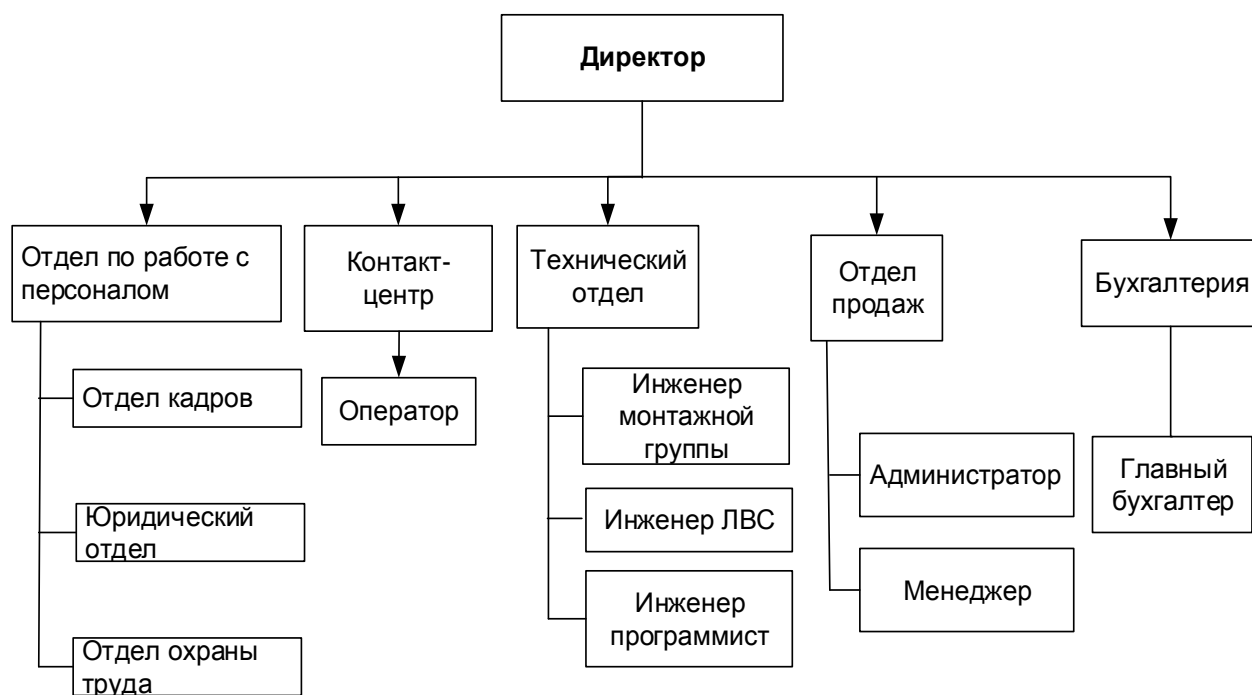 Директор
Отдел по работе с
персоналом
Контакт-
центр
Технический
отдел
Отдел
продаж
Бухгалтерия
Отдел кадров
Юридический
отдел
Отдел охраны
труда
Оператор
Инженер
монтажной
группы
Инженер ЛВС
Инженер
программист
Администратор
Менеджер
Главный
бухгалтер